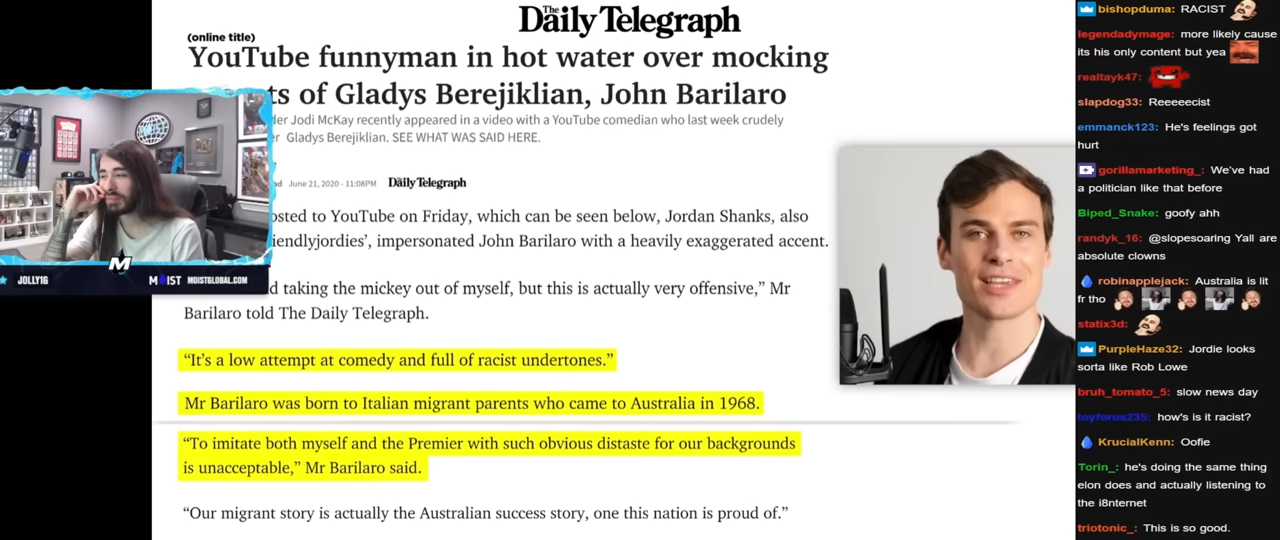 The Daily Telegraph
(online title)
YouTube funnyman in hot water over mocking
of Gladys Berejiklian, John Barilaro
Jodi McKay recently appeared in a video with a YouTube comedian who last week crudely
Gladys Berejiklian. SEE WHAT WAS SAID HERE.
June 21, 2020 - 11:08PM The Daily Telegraph
to YouTube on Friday, which can be seen below, Jordan Shanks, also
impersonated John Barilaro with a heavily exaggerated accent.
taking the mickey out of myself, but this is actually very offensive,” Mr
Barilaro told The Daily Telegraph.
“It’s a low attempt at comedy and full of racist undertones.”
Mr Barilaro was born to Italian migrant parents who came to Australia in 1968.
“To imitate both myself and the Premier with such obvious distaste for our backgrounds
is unacceptable,” Mr Barilaro said.
“Our migrant story is actually the Australian success story, one this nation is proud of.”
M
JOLLY16 MOIST MOISTGLOBAL.COM
bishopduma: RACIST
legendadymage: more likely cause
its his only content but yea
realtayk47:
slapdog33: Reeeeecist
emmanck123: He's feelings got
hurt
gorillamarketing_: We've had
a politician like that before
Biped_Snake: goofy ahh
randyk_16: @slopesoaring Yall are
absolute clowns
robinapplejack: Australia is lit
fr tho
statix3d:
PurpleHaze32: Jordie looks
sorta like Rob Lowe
bruh_tomato_5: slow news day
toyforus235: how's is it racist?
KrucialKenn: Oofie
Torin_: he's doing the same thing
elon does and actually listening to
the i8nternet
triotonic_: This is so good.